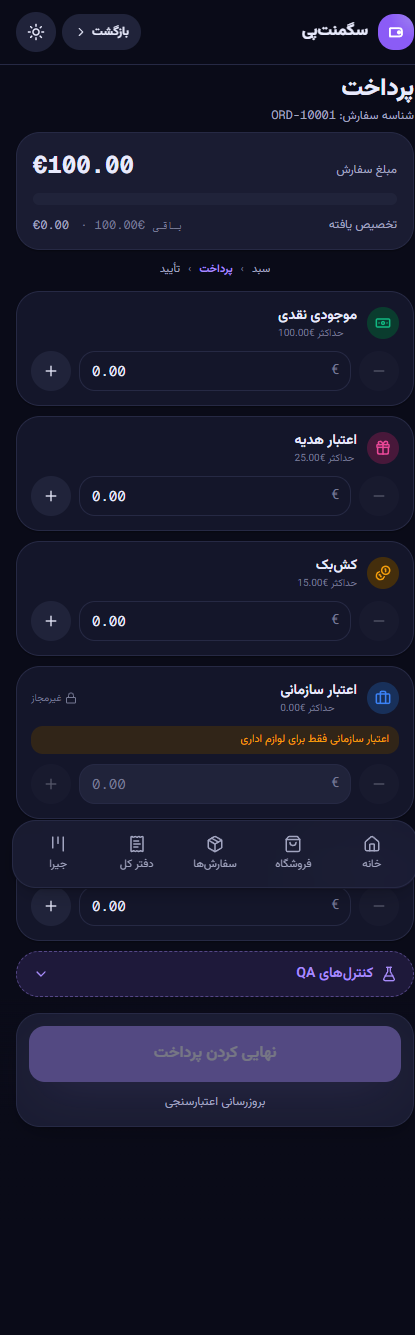 سگمنت‌پی
بازگشت
پرداخت
شناسه سفارش: ORD-10001
مبلغ سفارش
€100.00
تخصیص یافته
€0.00 · باقی €100.00
سبد › پرداخت › تأیید
موجودی نقدی
حداکثر €100.00
€ 0.00
اعتبار هدیه
حداکثر €25.00
€ 0.00
کش‌بک
حداکثر €15.00
€ 0.00
اعتبار سازمانی
غیرمجاز
حداکثر €0.00
اعتبار سازمانی فقط برای لوازم اداری
€ 0.00
خانه
فروشگاه
سفارش‌ها
دفتر کل
جیرا
€ 0.00
کنترل‌های QA
نهایی کردن پرداخت
بروزرسانی اعتبارسنجی